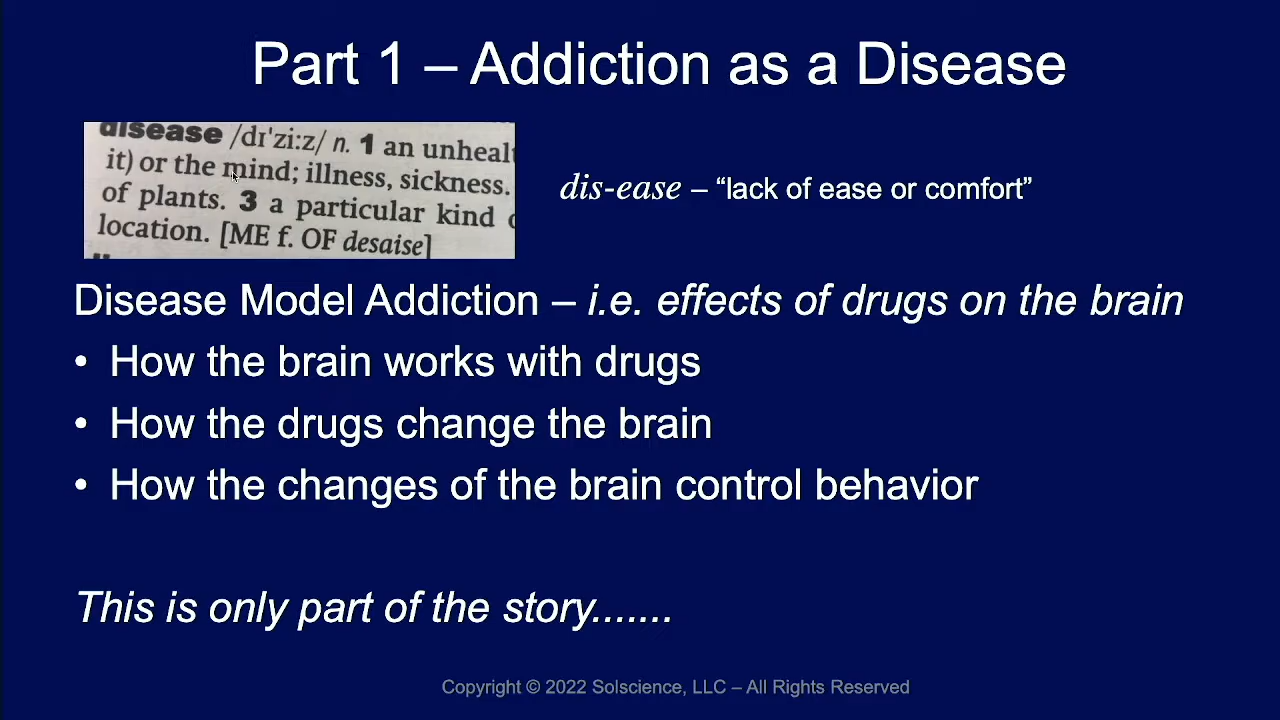 Part 1 – Addiction as a Disease
disease /dɪˈziːz/ n. 1 an unheal
it) or the mind; illness, sickness.
of plants. 3 a particular kind
location. [ME f. OF desaise]
dis-ease – “lack of ease or comfort”
Disease Model Addiction – i.e. effects of drugs on the brain
• How the brain works with drugs
• How the drugs change the brain
• How the changes of the brain control behavior
This is only part of the story.......
Copyright © 2022 Solscience, LLC – All Rights Reserved